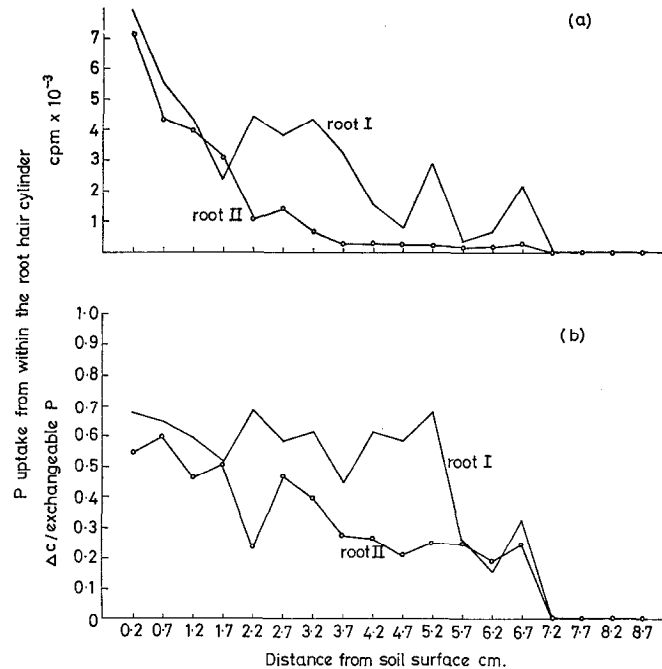 (a)
7
6
5
4
3
2
1
root I
root II
cpm × 10⁻³
P uptake from within the root hair cylinder
(b)
1·0
0·9
0·8
0·7
0·6
0·5
0·4
0·3
0·2
0·1
0
root I
root II
Δc/exchangeable P
0·2 0·7 1·2 1·7 2·2 2·7 3·2 3·7 4·2 4·7 5·2 5·7 6·2 6·7 7·2 7·7 8·2 8·7
Distance from soil surface cm.